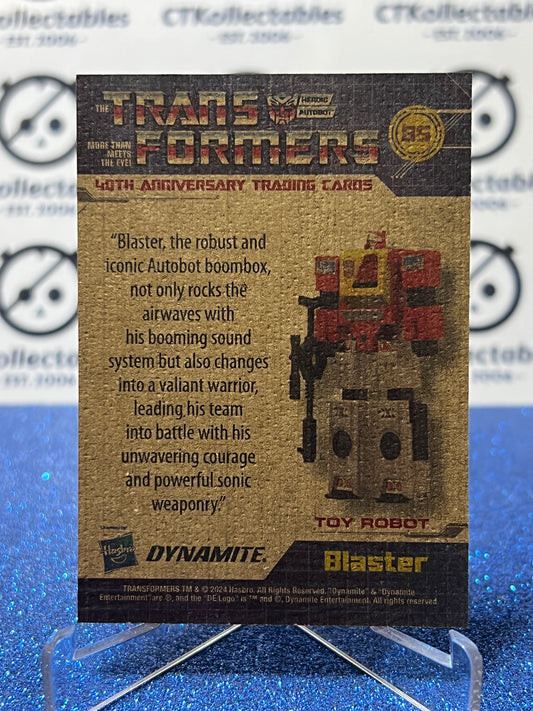 CTKollectables
EST. 2006
CTKollectables
EST. 2006
THE TRANS
HEROIC
AUTOBOT
MORE THAN
MEETS
THE EYE!
FORMERS
85
40TH ANNIVERSARY TRADING CARDS
"Blaster, the robust and
iconic Autobot boombox,
not only rocks the
airwaves with
his booming sound
system but also changes
into a valiant warrior,
leading his team
into battle with his
unwavering courage
and powerful sonic
weaponry."
TOY ROBOT
Licensed by:
Hasbro
DYNAMITE®
Blaster
TRANSFORMERS TM & © 2024 Hasbro. All Rights Reserved. "Dynamite" & "Dynamite
Entertainment" are ®, and the "DE Logo" is ™ and ©, Dynamite Entertainment. All rights reserved